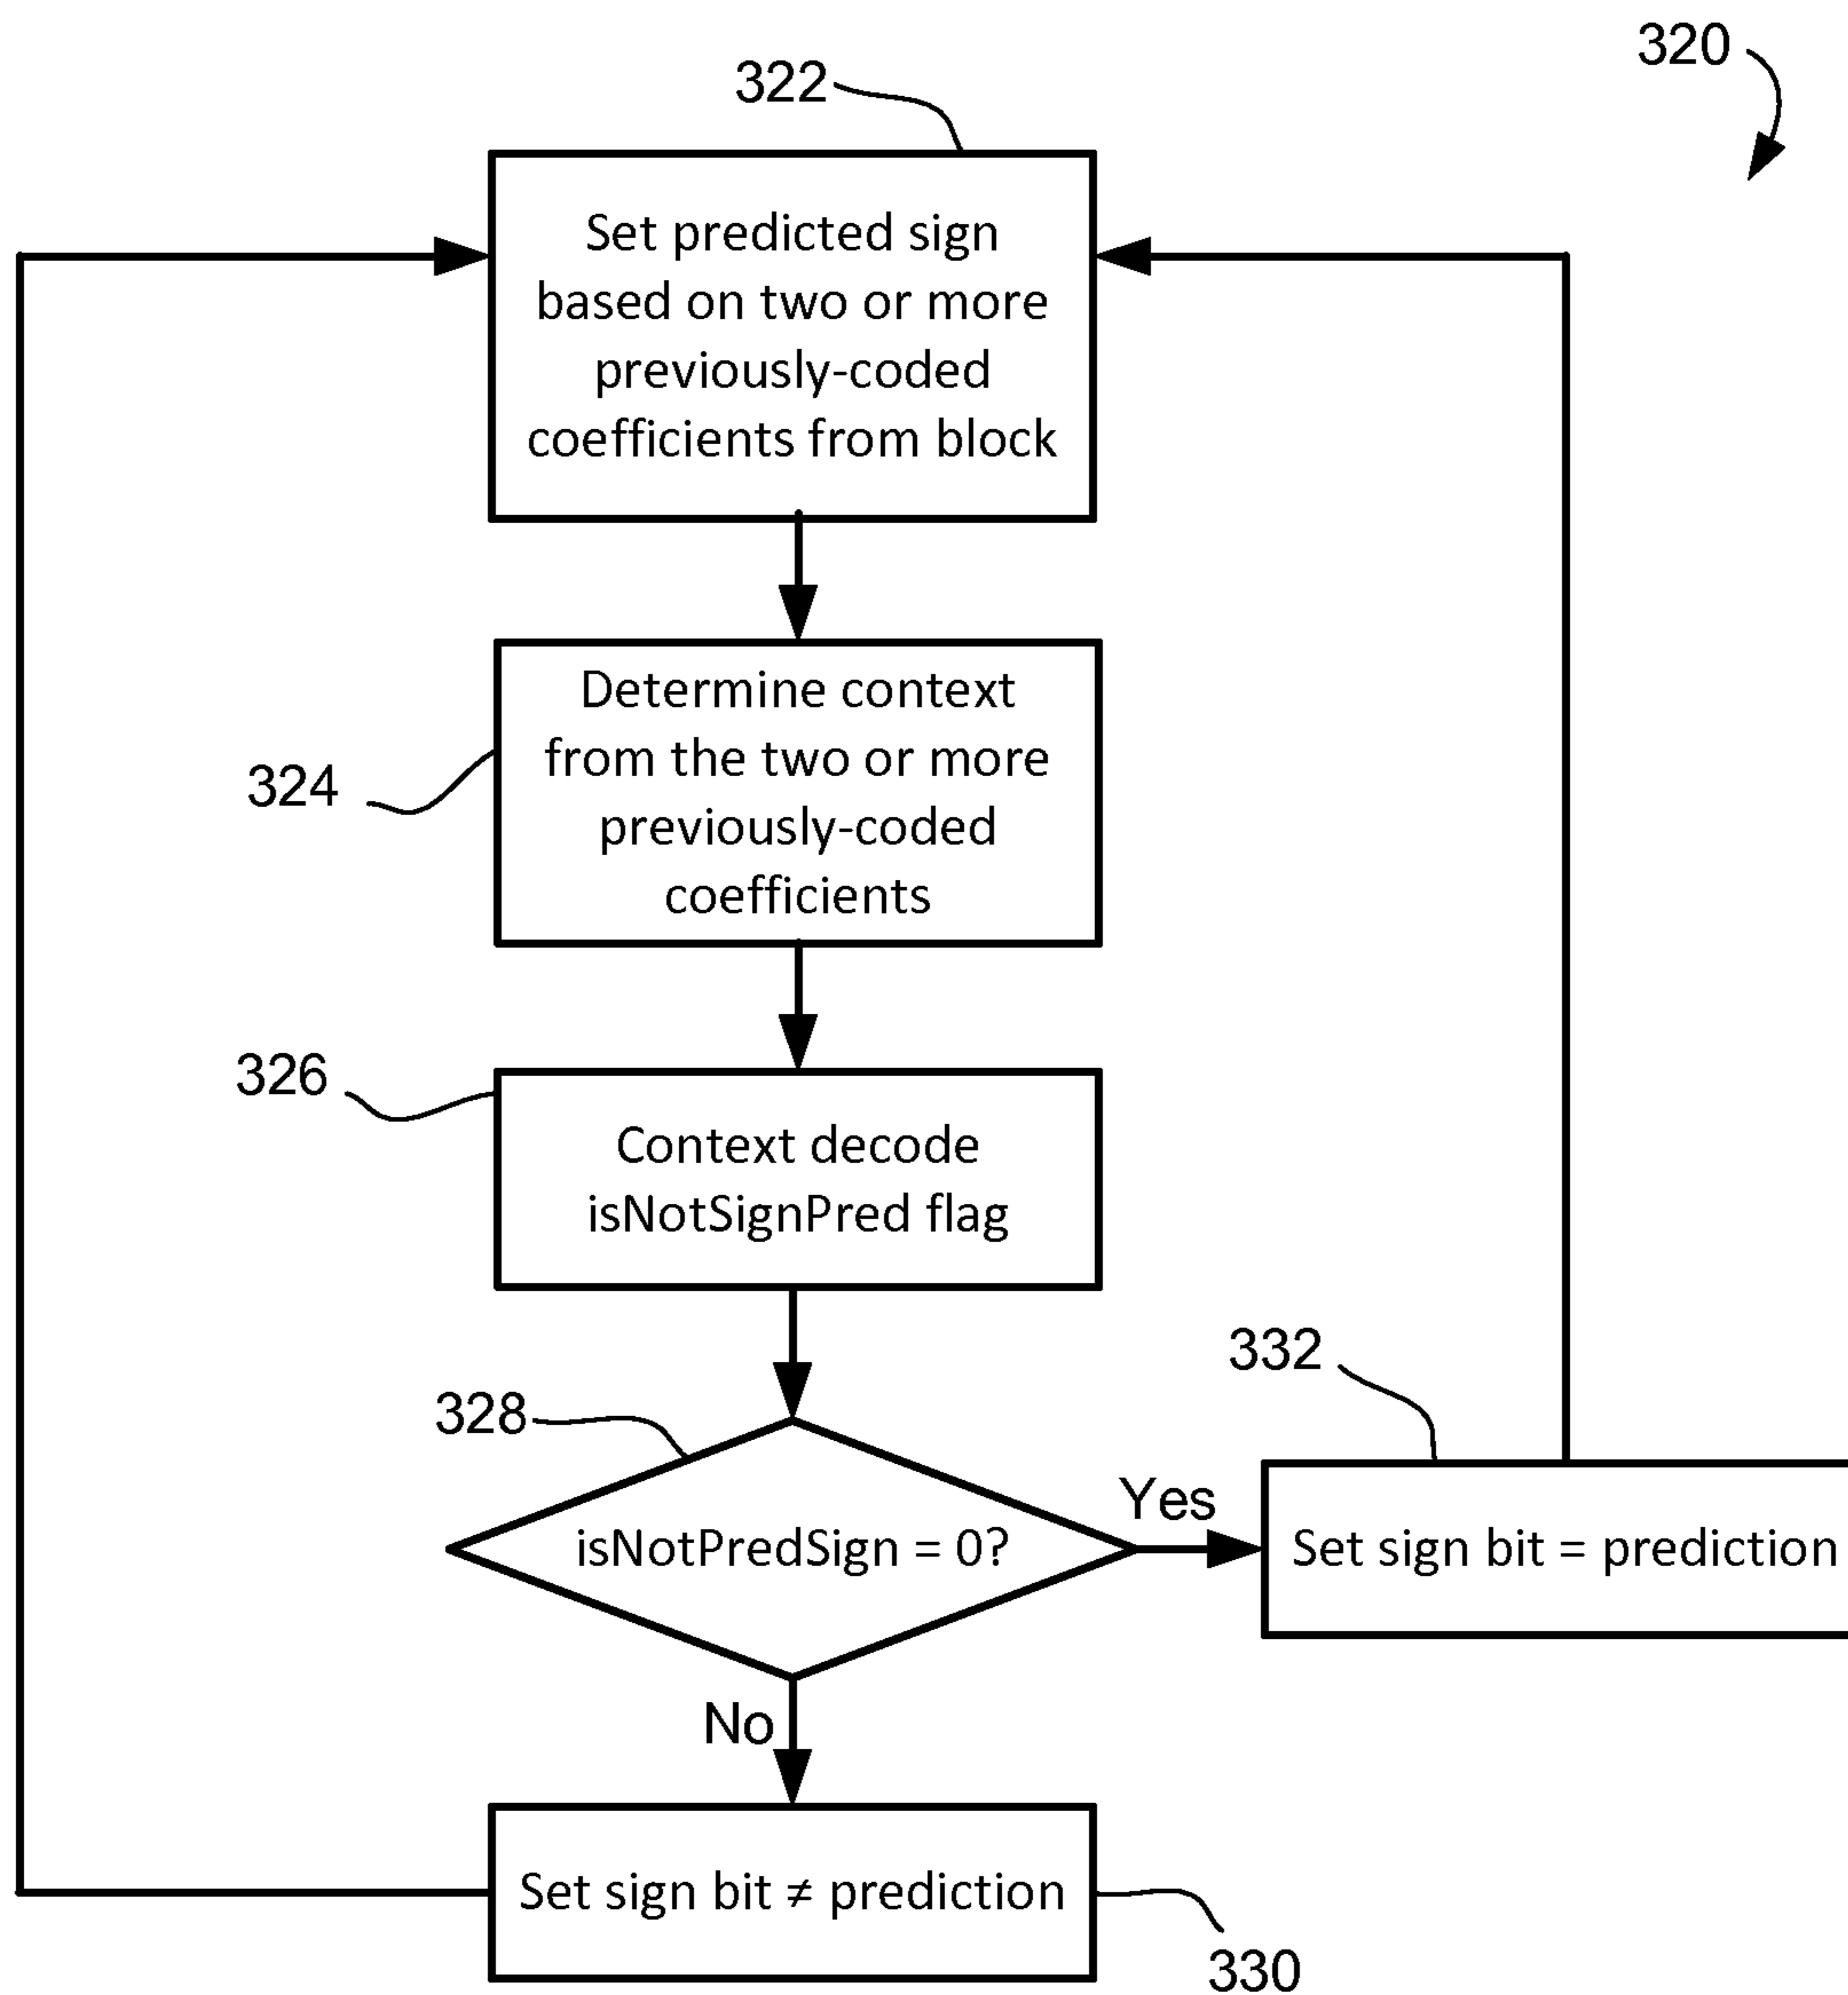 320
322
Set predicted sign
based on two or more
previously-coded
coefficients from block
Determine context
from the two or more
previously-coded
coefficients
324
326
Context decode
isNotSignPred flag
332
328
isNotPredSign = 0?
Yes
Set sign bit = prediction
No
Set sign bit ≠ prediction
330